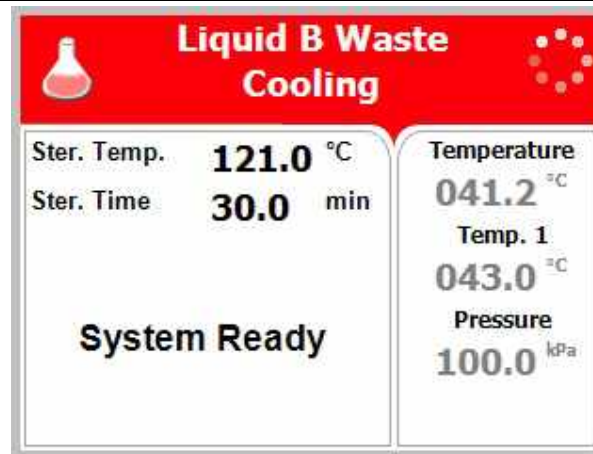 Liquid B Waste
Cooling
Ster. Temp. 121.0 °C
Ster. Time 30.0 min
System Ready
Temperature
041.2 °C
Temp. 1
043.0 °C
Pressure
100.0 kPa